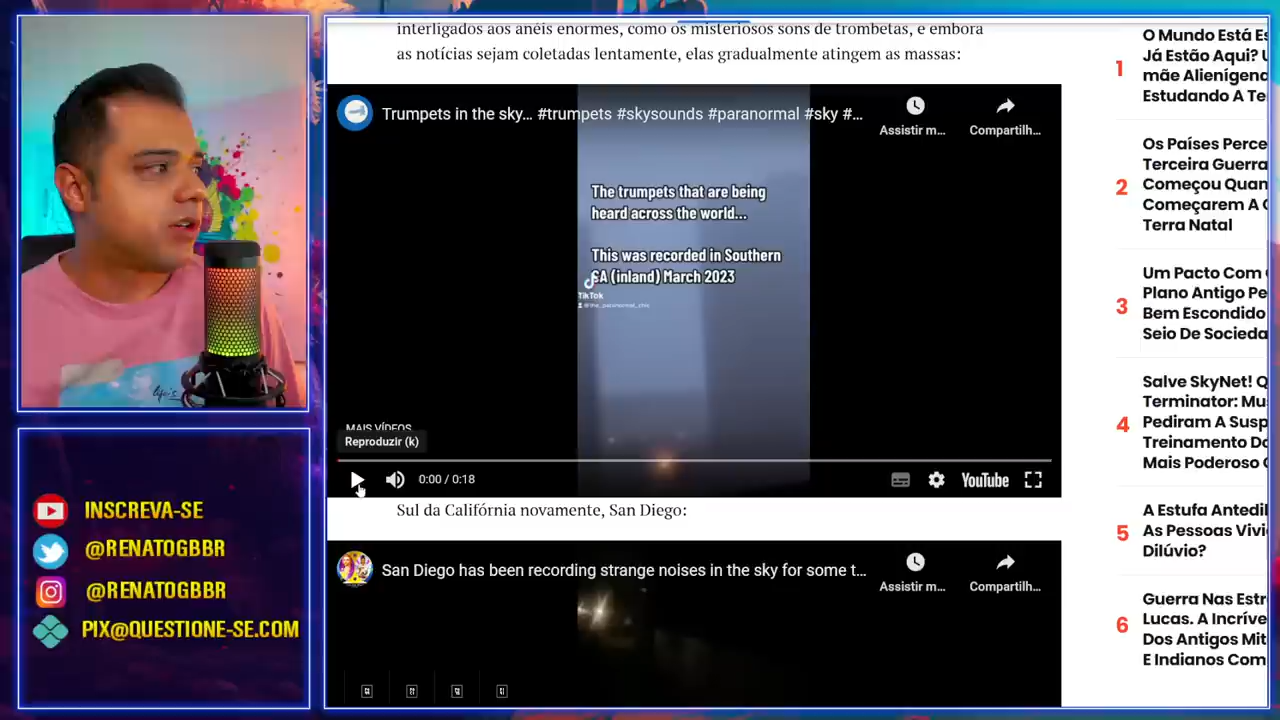 interligados aos anéis enormes, como os misteriosos sons de trombetas, e embora
as notícias sejam coletadas lentamente, elas gradualmente atingem as massas:
Trumpets in the sky... #trumpets #skysounds #paranormal #sky #...
Assistir m...
Compartilh...
The trumpets that are being
heard across the world...
This was recorded in Southern
CA (inland) March 2023
TikTok
@the_paranormal_chic
MAIS VÍDEOS
Reproduzir (k)
0:00 / 0:18
YouTube
Sul da Califórnia novamente, San Diego:
San Diego has been recording strange noises in the sky for some t...
Assistir m...
Compartilh...
1
O Mundo Está Es
Já Estão Aqui? U
mãe Alienígena
Estudando A Te
2
Os Países Perce
Terceira Guerra
Começou Quan
Começarem A C
Terra Natal
3
Um Pacto Com
Plano Antigo Pe
Bem Escondido
Seio De Socieda
4
Salve SkyNet! Q
Terminator: Mu
Pediram A Susp
Treinamento Do
Mais Poderoso
5
A Estufa Antedil
As Pessoas Vivi
Dilúvio?
6
Guerra Nas Estr
Lucas. A Incríve
Dos Antigos Mit
E Indianos Com
life is
INSCREVA-SE
@RENATOGBBR
@RENATOGBBR
PIX@QUESTIONE-SE.COM